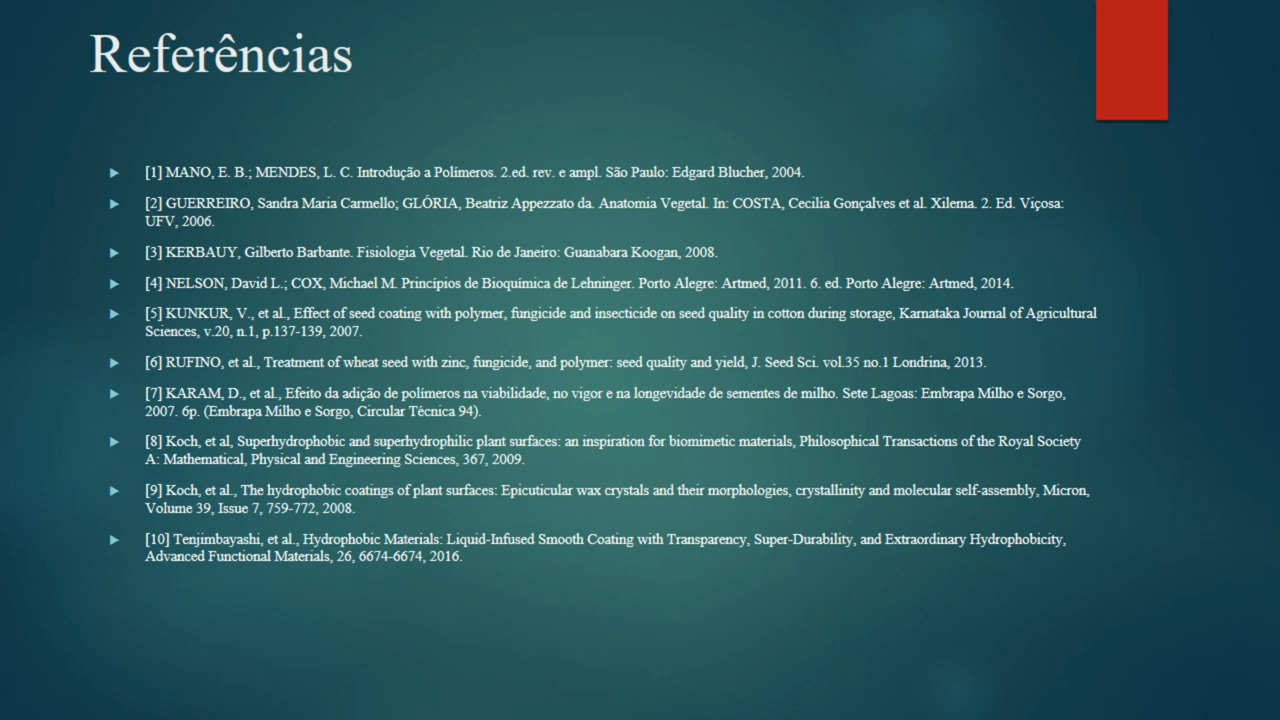 Referências
[1] MANO, E. B.; MENDES, L. C. Introdução a Polímeros. 2.ed. rev. e ampl. São Paulo: Edgard Blucher, 2004.
[2] GUERREIRO, Sandra Maria Carmello; GLÓRIA, Beatriz Appezzato da. Anatomia Vegetal. In: COSTA, Cecilia Gonçalves et al. Xilema. 2. Ed. Viçosa:
UFV, 2006.
[3] KERBAUY, Gilberto Barbante. Fisiologia Vegetal. Rio de Janeiro: Guanabara Koogan, 2008.
[4] NELSON, David L.; COX, Michael M. Princípios de Bioquímica de Lehninger. Porto Alegre: Artmed, 2011. 6. ed. Porto Alegre: Artmed, 2014.
[5] KUNKUR, V., et al., Effect of seed coating with polymer, fungicide and insecticide on seed quality in cotton during storage, Karnataka Journal of Agricultural
Sciences, v.20, n.1, p.137-139, 2007.
[6] RUFINO, et al., Treatment of wheat seed with zinc, fungicide, and polymer: seed quality and yield, J. Seed Sci. vol.35 no.1 Londrina, 2013.
[7] KARAM, D., et al., Efeito da adição de polímeros na viabilidade, no vigor e na longevidade de sementes de milho. Sete Lagoas: Embrapa Milho e Sorgo,
2007. 6p. (Embrapa Milho e Sorgo, Circular Técnica 94).
[8] Koch, et al, Superhydrophobic and superhydrophilic plant surfaces: an inspiration for biomimetic materials, Philosophical Transactions of the Royal Society
A: Mathematical, Physical and Engineering Sciences, 367, 2009.
[9] Koch, et al., The hydrophobic coatings of plant surfaces: Epicuticular wax crystals and their morphologies, crystallinity and molecular self-assembly, Micron,
Volume 39, Issue 7, 759-772, 2008.
[10] Tenjimbayashi, et al., Hydrophobic Materials: Liquid-Infused Smooth Coating with Transparency, Super-Durability, and Extraordinary Hydrophobicity,
Advanced Functional Materials, 26, 6674-6674, 2016.